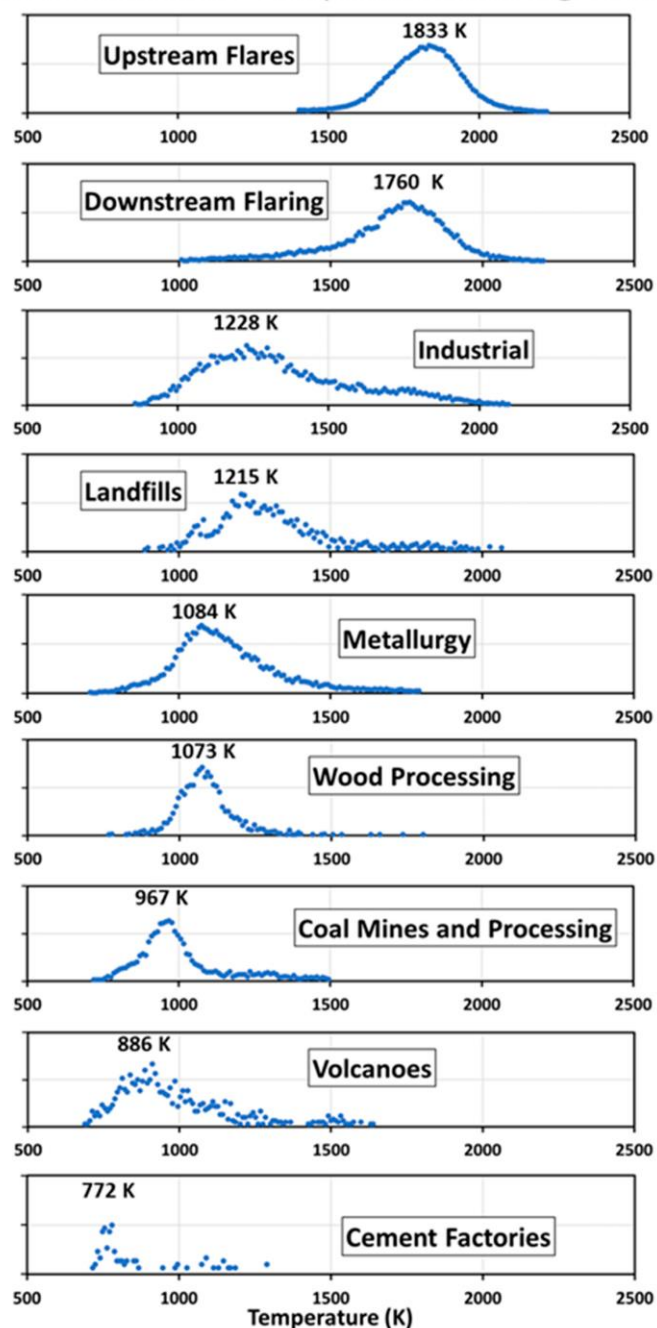 1833 K
Upstream Flares
500 1000 1500 2000 2500
1760 K
Downstream Flaring
500 1000 1500 2000 2500
1228 K
Industrial
500 1000 1500 2000 2500
1215 K
Landfills
500 1000 1500 2000 2500
1084 K
Metallurgy
500 1000 1500 2000 2500
1073 K
Wood Processing
500 1000 1500 2000 2500
967 K
Coal Mines and Processing
500 1000 1500 2000 2500
886 K
Volcanoes
500 1000 1500 2000 2500
772 K
Cement Factories
500 1000 1500 2000 2500
Temperature (K)